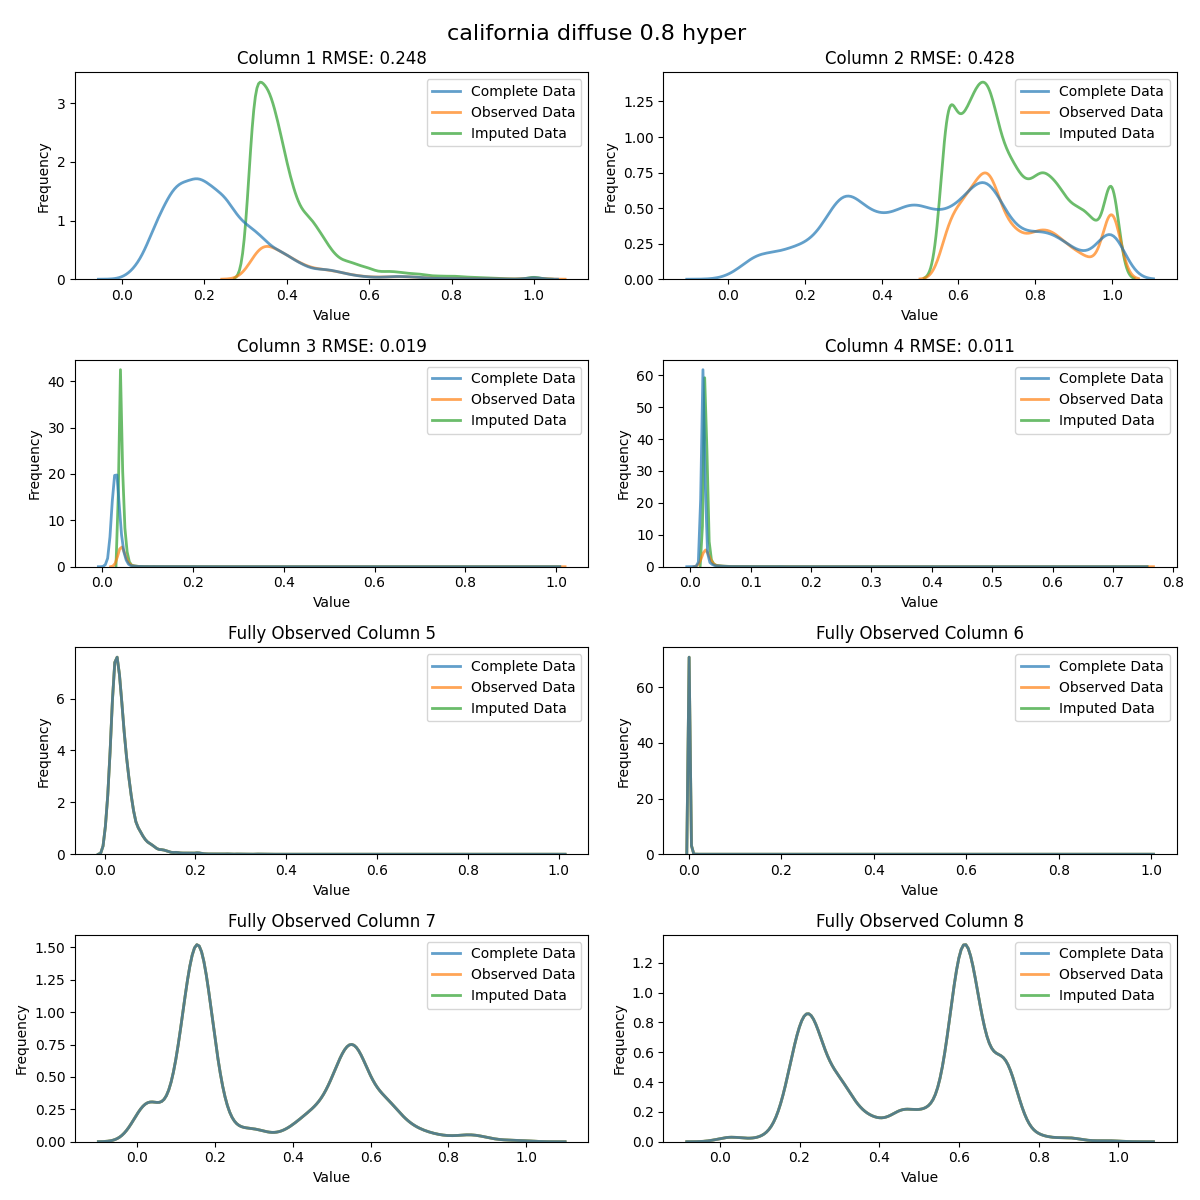 california diffuse 0.8 hyper
Column 1 RMSE: 0.248
Frequency
3
2
1
0
Complete Data
Observed Data
Imputed Data
0.0 0.2 0.4 0.6 0.8 1.0
Value
Column 2 RMSE: 0.428
Frequency
1.25
1.00
0.75
0.50
0.25
0.00
Complete Data
Observed Data
Imputed Data
0.0 0.2 0.4 0.6 0.8 1.0
Value
Column 3 RMSE: 0.019
Frequency
40
30
20
10
0
Complete Data
Observed Data
Imputed Data
0.0 0.2 0.4 0.6 0.8 1.0
Value
Column 4 RMSE: 0.011
Frequency
60
50
40
30
20
10
0
Complete Data
Observed Data
Imputed Data
0.0 0.1 0.2 0.3 0.4 0.5 0.6 0.7 0.8
Value
Fully Observed Column 5
Frequency
6
4
2
0
Complete Data
Observed Data
Imputed Data
0.0 0.2 0.4 0.6 0.8 1.0
Value
Fully Observed Column 6
Frequency
60
40
20
0
Complete Data
Observed Data
Imputed Data
0.0 0.2 0.4 0.6 0.8 1.0
Value
Fully Observed Column 7
Frequency
1.50
1.25
1.00
0.75
0.50
0.25
0.00
Complete Data
Observed Data
Imputed Data
0.0 0.2 0.4 0.6 0.8 1.0
Value
Fully Observed Column 8
Frequency
1.2
1.0
0.8
0.6
0.4
0.2
0.0
Complete Data
Observed Data
Imputed Data
0.0 0.2 0.4 0.6 0.8 1.0
Value